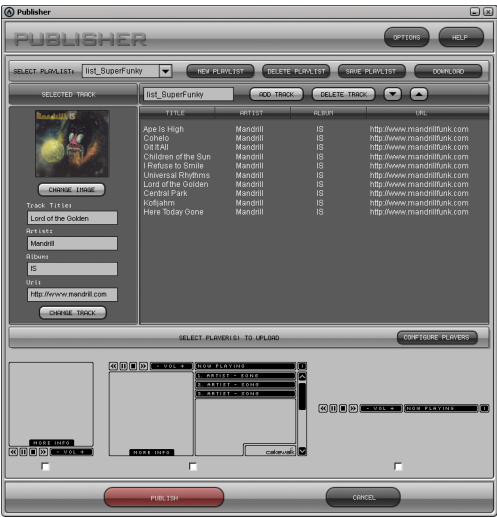 Publisher
PUBLISHER
OPTIONS
HELP
SELECT PLAYLIST:
list_SuperFunky
NEW PLAYLIST
DELETE PLAYLIST
SAVE PLAYLIST
DOWNLOAD
SELECTED TRACK
list_SuperFunky
ADD TRACK
DELETE TRACK
TITLE ARTIST ALBUM URL
Ape Is High Mandrill IS http://www.mandrillfunk.com
Cohelo Mandrill IS http://www.mandrillfunk.com
Git ItAll Mandrill IS http://www.mandrillfunk.com
Children of the Sun Mandrill IS http://www.mandrillfunk.com
I Refuse to Smile Mandrill IS http://www.mandrillfunk.com
Universal Rhythms Mandrill IS http://www.mandrillfunk.com
Lord of the Golden Mandrill IS http://www.mandrillfunk.com
Central Park Mandrill IS http://www.mandrillfunk.com
Kofijahm Mandrill IS http://www.mandrillfunk.com
Here Today Gone Mandrill IS http://www.mandrillfunk.com
Mandrill IS
CHANGE IMAGE
Track Title:
Lord of the Golden
Artist:
Mandrill
Album:
IS
Url:
http://www.mandrill.com
CHANGE TRACK
SELECT PLAYER(S) TO UPLOAD
CONFIGURE PLAYERS
MORE INFO
- VOL +
- VOL +
NOW PLAYING
1. ARTIST - SONG
2. ARTIST - SONG
3. ARTIST - SONG
MORE INFO
cakewalk
- VOL +
NOW PLAYING
PUBLISH
CANCEL